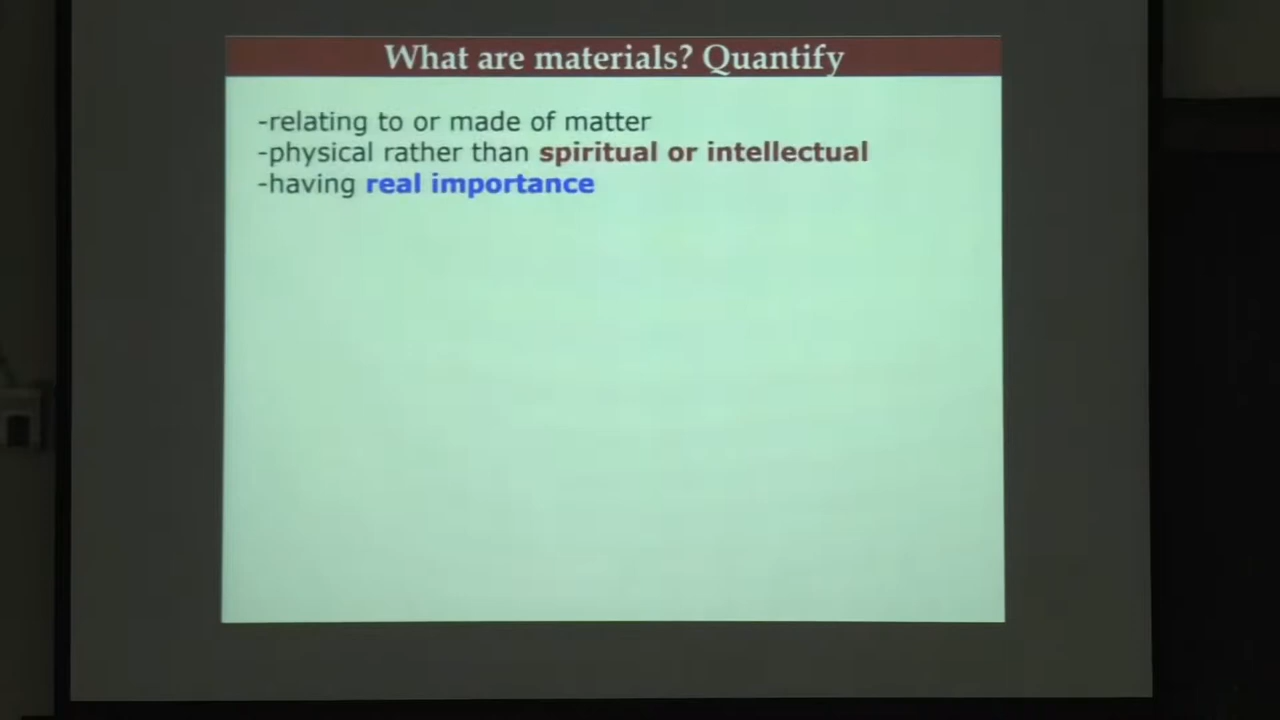 What are materials? Quantify
-relating to or made of matter
-physical rather than spiritual or intellectual
-having real importance